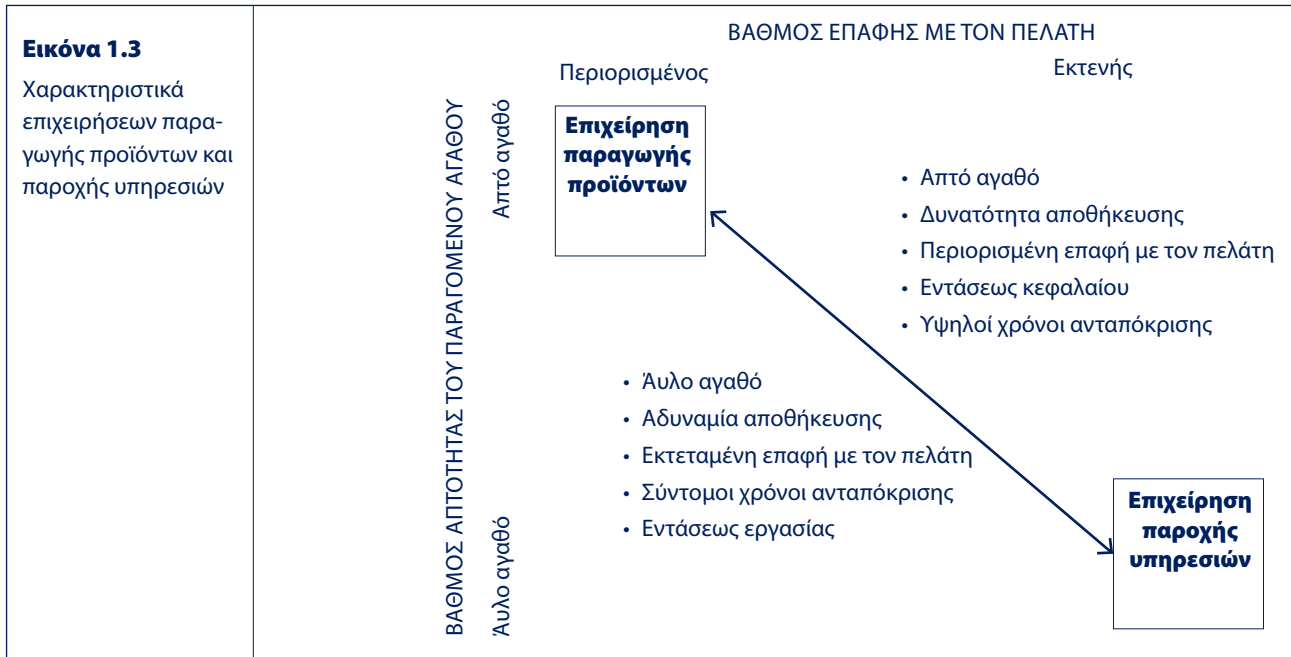 Εικόνα 1.3
Χαρακτηριστικά
επιχειρήσεων παρα-
γωγής προϊόντων και
παροχής υπηρεσιών
ΒΑΘΜΟΣ ΕΠΑΦΗΣ ΜΕ ΤΟΝ ΠΕΛΑΤΗ
Περιορισμένος
Εκτενής
ΒΑΘΜΟΣ ΑΠΤΟΤΗΤΑΣ ΤΟΥ ΠΑΡΑΓΟΜΕΝΟΥ ΑΓΑΘΟΥ
Απτό αγαθό
Άυλο αγαθό
Επιχείρηση
παραγωγής
προϊόντων
• Απτό αγαθό
• Δυνατότητα αποθήκευσης
• Περιορισμένη επαφή με τον πελάτη
• Εντάσεως κεφαλαίου
• Υψηλοί χρόνοι ανταπόκρισης
• Άυλο αγαθό
• Αδυναμία αποθήκευσης
• Εκτεταμένη επαφή με τον πελάτη
• Σύντομοι χρόνοι ανταπόκρισης
• Εντάσεως εργασίας
Επιχείρηση
παροχής
υπηρεσιών